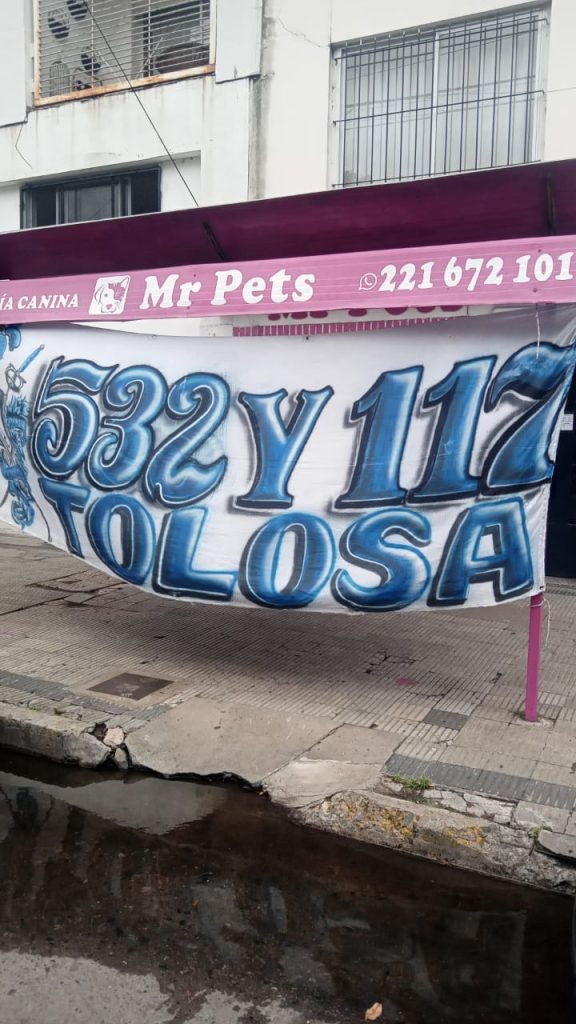 ÍA CANINA Mr Pets 221 672 101
532 Y 117
TOLOSA